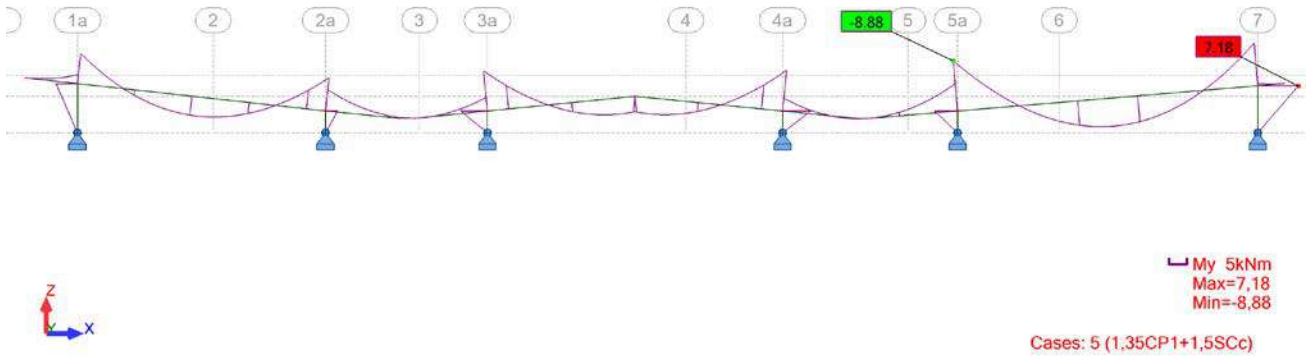 1a 2 2a 3 3a 4 4a 5 5a 6 7
-8.88
7.18
My 5kNm
Max=7,18
Min=-8,88
Z
Y X
Cases: 5 (1,35CP1+1,5SCc)